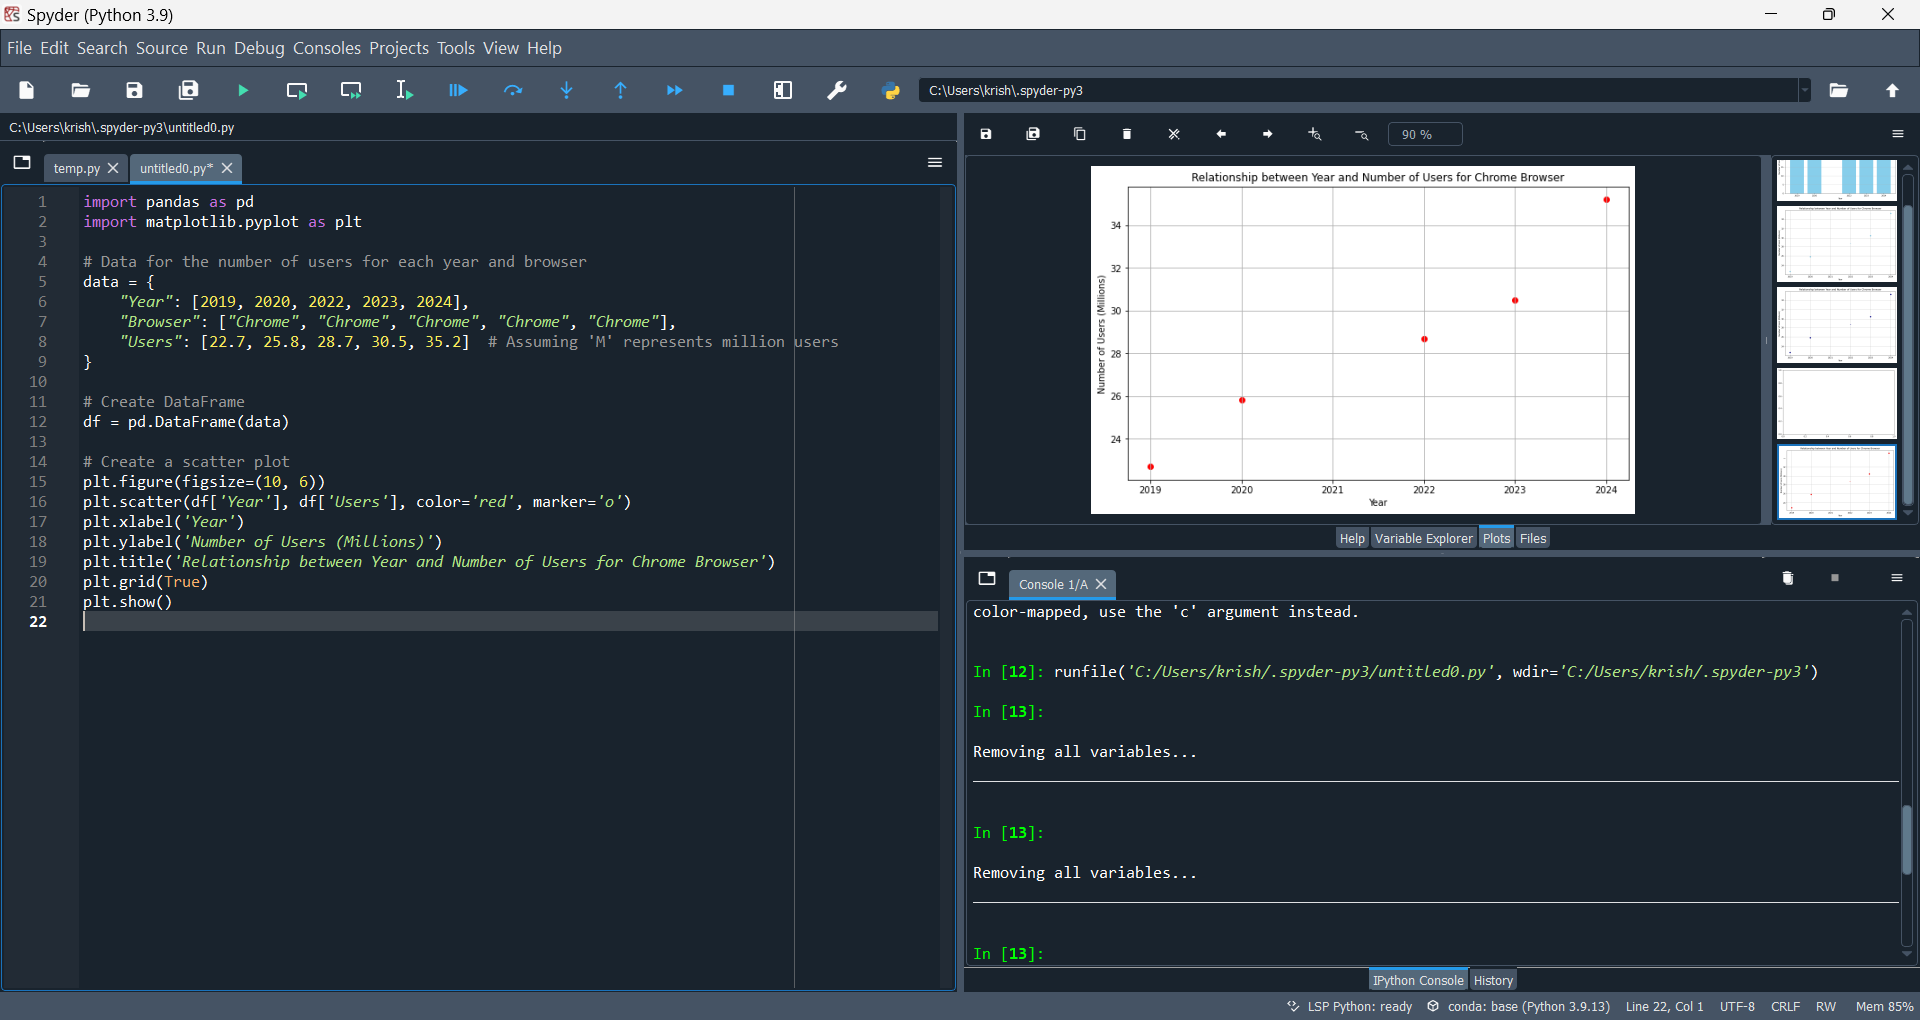 Spyder (Python 3.9)
File Edit Search Source Run Debug Consoles Projects Tools View Help
C:\Users\krish\.spyder-py3
C:\Users\krish\.spyder-py3\untitled0.py
temp.py
untitled0.py*
1 import pandas as pd
2 import matplotlib.pyplot as plt
3
4 # Data for the number of users for each year and browser
5 data = {
6 "Year": [2019, 2020, 2022, 2023, 2024],
7 "Browser": ["Chrome", "Chrome", "Chrome", "Chrome", "Chrome"],
8 "Users": [22.7, 25.8, 28.7, 30.5, 35.2] # Assuming 'M' represents million users
9 }
10
11 # Create DataFrame
12 df = pd.DataFrame(data)
13
14 # Create a scatter plot
15 plt.figure(figsize=(10, 6))
16 plt.scatter(df['Year'], df['Users'], color='red', marker='o')
17 plt.xlabel('Year')
18 plt.ylabel('Number of Users (Millions)')
19 plt.title('Relationship between Year and Number of Users for Chrome Browser')
20 plt.grid(True)
21 plt.show()
22
90 %
Relationship between Year and Number of Users for Chrome Browser
Number of Users (Millions)
34
32
30
28
26
24
2019 2020 2021 2022 2023 2024
Year
Help Variable Explorer Plots Files
Console 1/A
color-mapped, use the 'c' argument instead.
In [12]: runfile('C:/Users/krish/.spyder-py3/untitled0.py', wdir='C:/Users/krish/.spyder-py3')
In [13]:
Removing all variables...
In [13]:
Removing all variables...
In [13]:
IPython Console History
LSP Python: ready conda: base (Python 3.9.13) Line 22, Col 1 UTF-8 CRLF RW Mem 85%